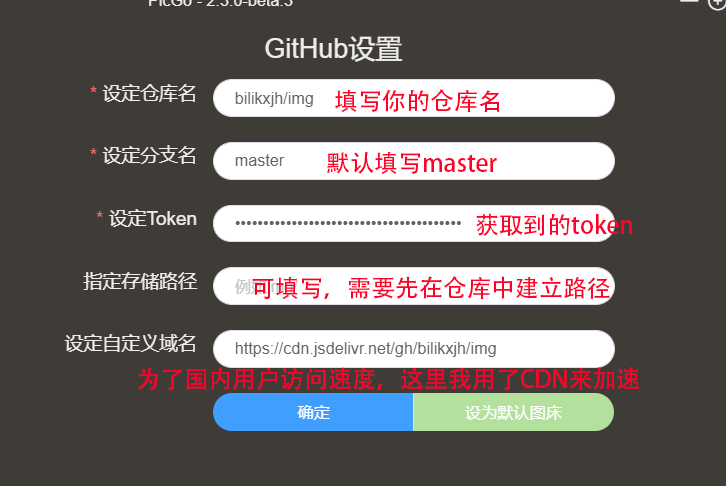 PicGo - 2.3.0-beta.3
GitHub设置
* 设定仓库名 bilikxjh/img 填写你的仓库名
* 设定分支名 master 默认填写master
* 设定Token •••••••••••••••••••••••••••••••••••••••• 获取到的token
指定存储路径 可填写，需要先在仓库中建立路径
设定自定义域名 https://cdn.jsdelivr.net/gh/bilikxjh/img
为了国内用户访问速度，这里我用了CDN来加速
确定 设为默认图床